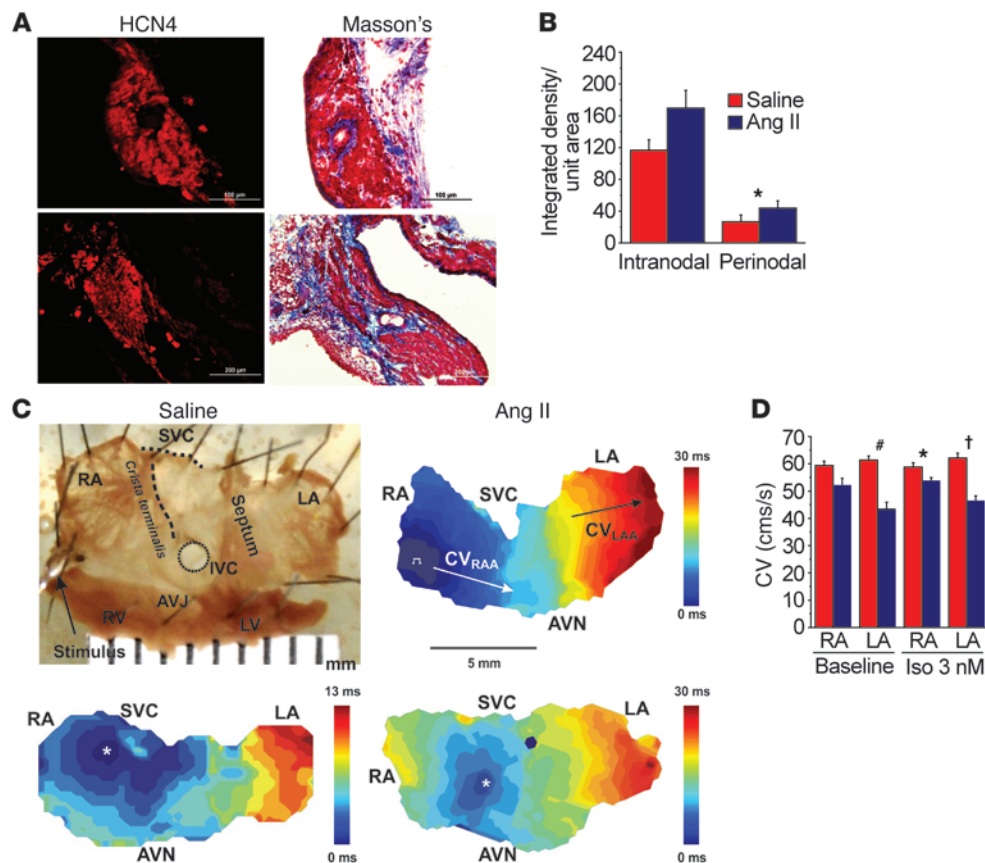 A
HCN4
Masson's
100 µm
100 µm
200 µm
B
Integrated density/
unit area
240
200
160
120
80
40
0
Saline
Ang II
*
Intranodal
Perinodal
C
Saline
SVC
RA
LA
Crista terminalis
Septum
IVC
AVJ
RV
LV
Stimulus
mm
Ang II
LA
RA
SVC
CVLAA
CVRAA
AVN
30 ms
0 ms
5 mm
RA
SVC
LA
*
AVN
13 ms
0 ms
SVC
LA
RA
*
AVN
30 ms
0 ms
D
CV (cms/s)
70
60
50
40
30
20
10
0
#
*
†
RA
LA
RA
LA
Baseline
Iso 3 nM